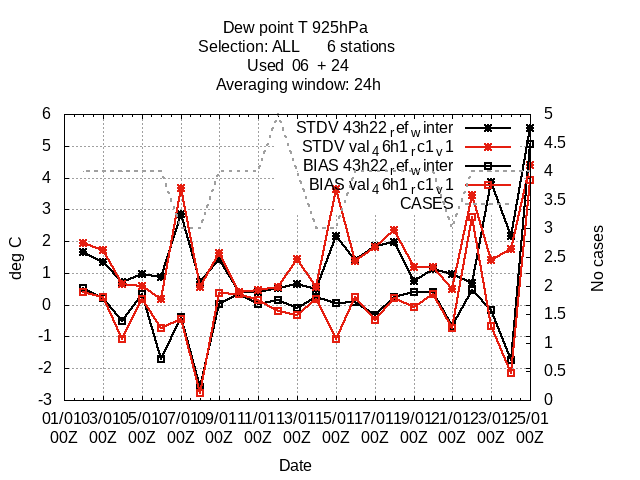 Dew point T 925hPa
Selection: ALL 6 stations
Used 06 + 24
Averaging window: 24h
6 5 4 3 2 1 0 -1 -2 -3
deg C
STDV 43h22refwinter
STDV val46h1rc1v1
BIAS 43h22refwinter
BIAS val46h1rc1v1
CASES
5 4.5 4 3.5 3 2.5 2 1.5 1 0.5 0
No cases
01/01 03/01 05/01 07/01 09/01 11/01 13/01 15/01 17/01 19/01 21/01 23/01 25/01
00Z 00Z 00Z 00Z 00Z 00Z 00Z 00Z 00Z 00Z 00Z 00Z 00Z
Date